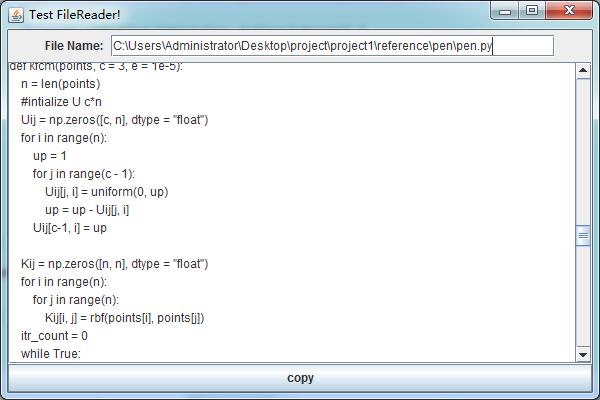 Test FileReader!
File Name: C:\Users\Administrator\Desktop\project\project1\reference\pen\pen.py
def kfcm(points, c = 3, e = 1e-5):
n = len(points)
#intialize U c*n
Uij = np.zeros([c, n], dtype = "float")
for i in range(n):
up = 1
for j in range(c - 1):
Uij[j, i] = uniform(0, up)
up = up - Uij[j, i]
Uij[c-1, i] = up
Kij = np.zeros([n, n], dtype = "float")
for i in range(n):
for j in range(n):
Kij[i, j] = rbf(points[i], points[j])
itr_count = 0
while True:
copy